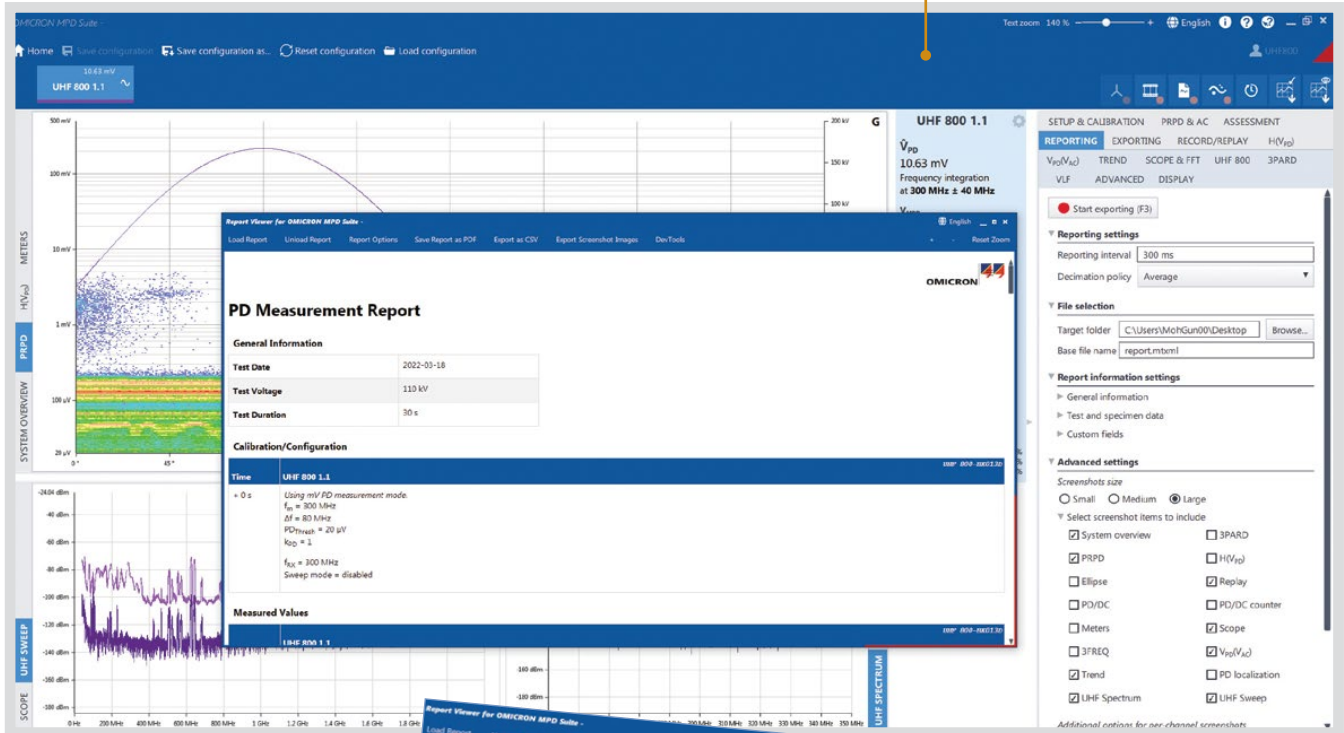 OMICRON MPD Suite -
Text zoom 140 % - + English
Home Save configuration Save configuration as... Reset configuration Load configuration
UHF800
10.63 mV
UHF 800 1.1
500 mV
100 mV
10 mV
1 mV
100 µV
20 µV
0° 45°
200 kV
150 kV
100 kV
G
METERS
H(VPD)
PRPD
SYSTEM OVERVIEW
UHF 800 1.1
V̂PD
10.63 mV
Frequency integration
at 300 MHz ± 40 MHz
SETUP & CALIBRATION PRPD & AC ASSESSMENT
REPORTING EXPORTING RECORD/REPLAY H(VPD)
VPD(VAC) TREND SCOPE & FFT UHF 800 3PARD
VLF ADVANCED DISPLAY
Start exporting (F3)
Reporting settings
Reporting interval 300 ms
Decimation policy Average
File selection
Target folder C:\Users\MohGun00\Desktop Browse...
Base file name report.mtxml
Report information settings
General information
Test and specimen data
Custom fields
Advanced settings
Screenshots size
Small Medium Large
Select screenshot items to include
System overview 3PARD
PRPD H(VPD)
Ellipse Replay
PD/DC PD/DC counter
Meters Scope
3FREQ VPD(VAC)
Trend PD localization
UHF Spectrum UHF Sweep
Additional options for per-channel screenshots
Report Viewer for OMICRON MPD Suite -
English
Load Report Unload Report Report Options Save Report as PDF Export as CSV Export Screenshot Images DevTools
+ - Reset Zoom
OMICRON
PD Measurement Report
General Information
Test Date 2022-03-18
Test Voltage 110 kV
Test Duration 30 s
Calibration/Configuration
Time UHF 800 1.1
+ 0 s Using mV PD measurement mode.
fm = 300 MHz
Δf = 80 MHz
PDThresh = 20 µV
kPD = 1
fRX = 300 MHz
Sweep mode = disabled
Measured Values
UHF 800 1.1
-24.04 dBm
-40 dBm
-60 dBm
-80 dBm
-100 dBm
-120 dBm
-140 dBm
-160 dBm
-180 dBm
0 Hz 200 MHz 400 MHz 600 MHz 800 MHz 1 GHz 1.2 GHz 1.4 GHz 1.6 GHz 1.8 GHz
UHF SWEEP
SCOPE
-160 dBm
-180 dBm
310 MHz 320 MHz 330 MHz 340 MHz 350 MHz
UHF SPECTRUM
Report Viewer for OMICRON MPD Suite -
Load Report